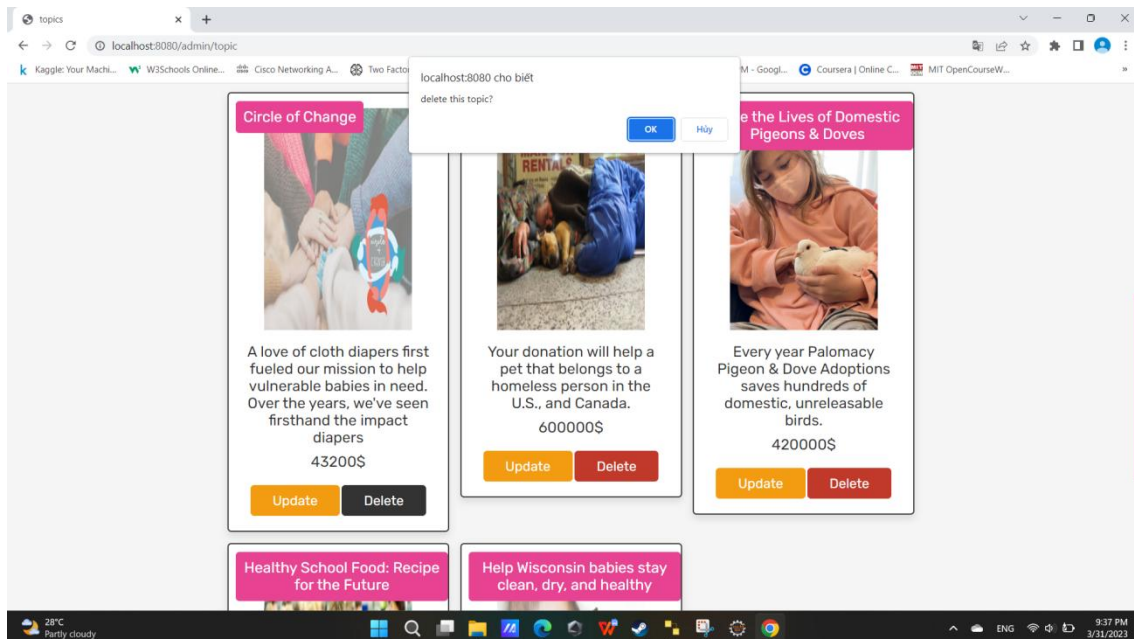 topics
localhost:8080/admin/topic
Kaggle: Your Machi...
W3Schools Online...
Cisco Networking A...
Two Facto
M - Googl...
Coursera | Online C...
MIT OpenCourseW...
localhost:8080 cho biết
delete this topic?
OK
Hủy
Circle of Change
A love of cloth diapers first
fueled our mission to help
vulnerable babies in need.
Over the years, we've seen
firsthand the impact
diapers
43200$
Update
Delete
RENTALS
Your donation will help a
pet that belongs to a
homeless person in the
U.S., and Canada.
600000$
Update
Delete
the Lives of Domestic
Pigeons & Doves
Every year Palomacy
Pigeon & Dove Adoptions
saves hundreds of
domestic, unreleasable
birds.
420000$
Update
Delete
Healthy School Food: Recipe
for the Future
Help Wisconsin babies stay
clean, dry, and healthy
28°C
Partly cloudy
ENG
9:37 PM
3/31/2023